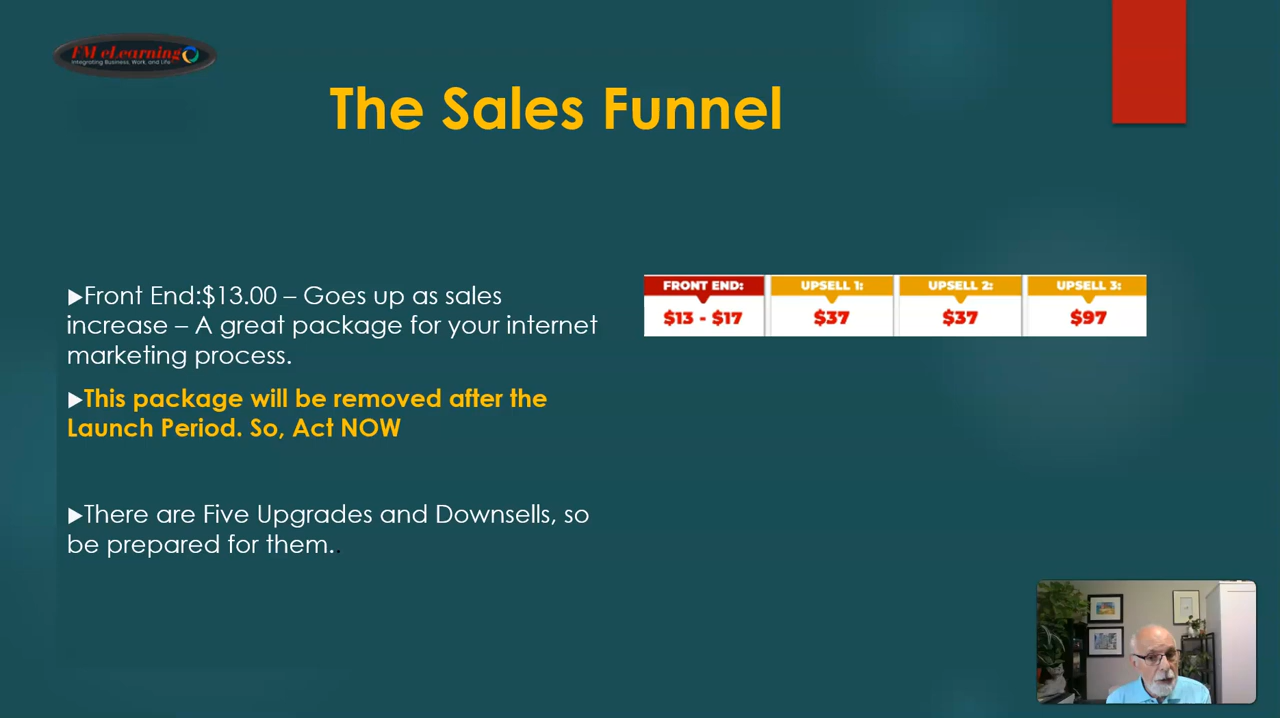 EM eLearning
Integrating Business, Work, and Life
The Sales Funnel
▶Front End:$13.00 – Goes up as sales
increase – A great package for your internet
marketing process.
▶This package will be removed after the
Launch Period. So, Act NOW
▶There are Five Upgrades and Downsells, so
be prepared for them..
FRONT END: UPSELL 1: UPSELL 2: UPSELL 3:
$13 - $17 $37 $37 $97